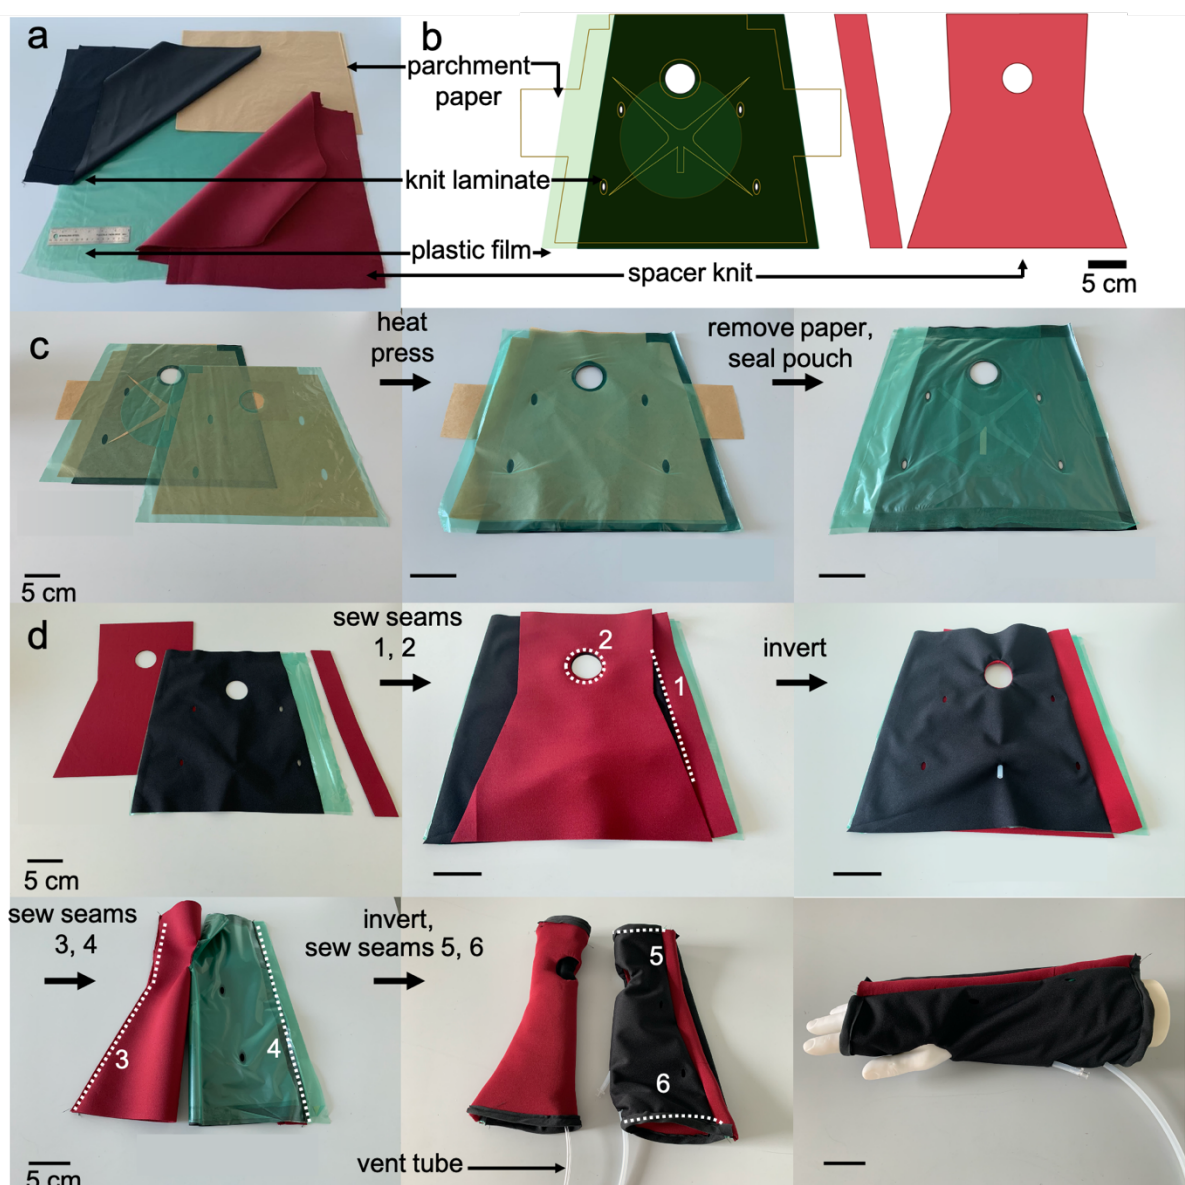 a
b
parchment
paper
knit laminate
plastic film
spacer knit
5 cm
c
heat
press
remove paper,
seal pouch
5 cm
d
sew seams
1, 2
invert
2
1
5 cm
sew seams
3, 4
invert,
sew seams 5, 6
3
4
5
6
vent tube
5 cm